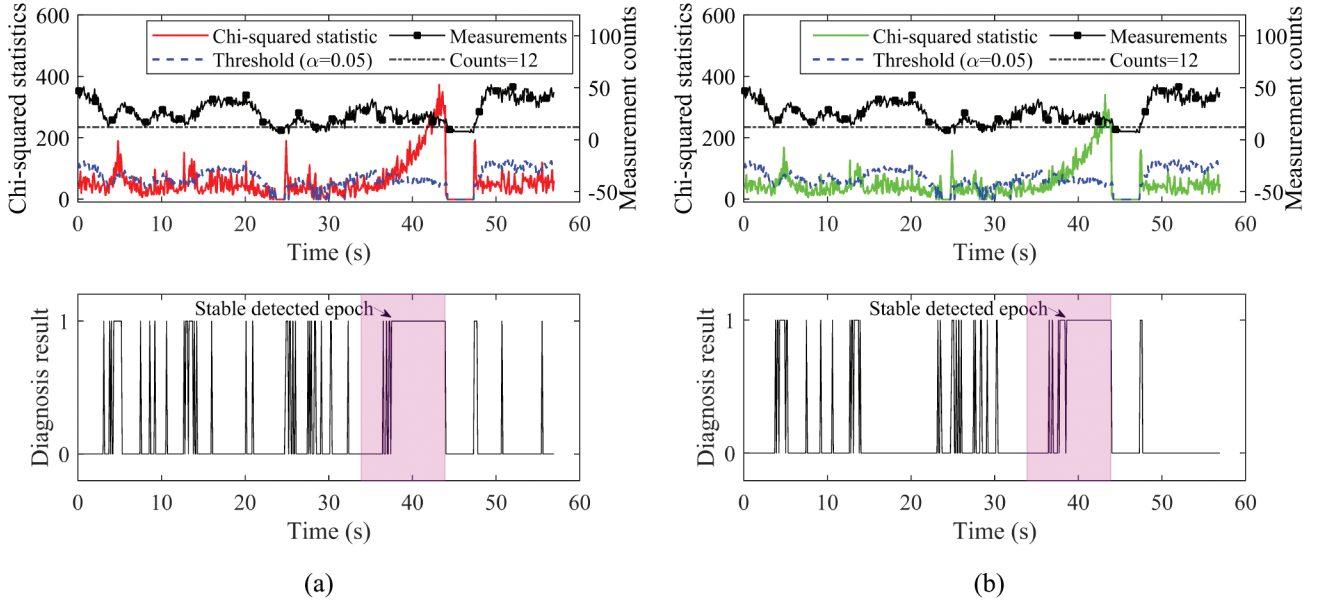 600
400
200
0
Chi-squared statistics
Chi-squared statistic
Measurements
Threshold (α=0.05)
Counts=12
100
50
0
-50
Measurement counts
0 10 20 30 40 50 60
Time (s)
Stable detected epoch
1
0
Diagnosis result
0 10 20 30 40 50 60
Time (s)
(a)
600
400
200
0
Chi-squared statistics
Chi-squared statistic
Measurements
Threshold (α=0.05)
Counts=12
100
50
0
-50
Measurement counts
0 10 20 30 40 50 60
Time (s)
Stable detected epoch
1
0
Diagnosis result
0 10 20 30 40 50 60
Time (s)
(b)